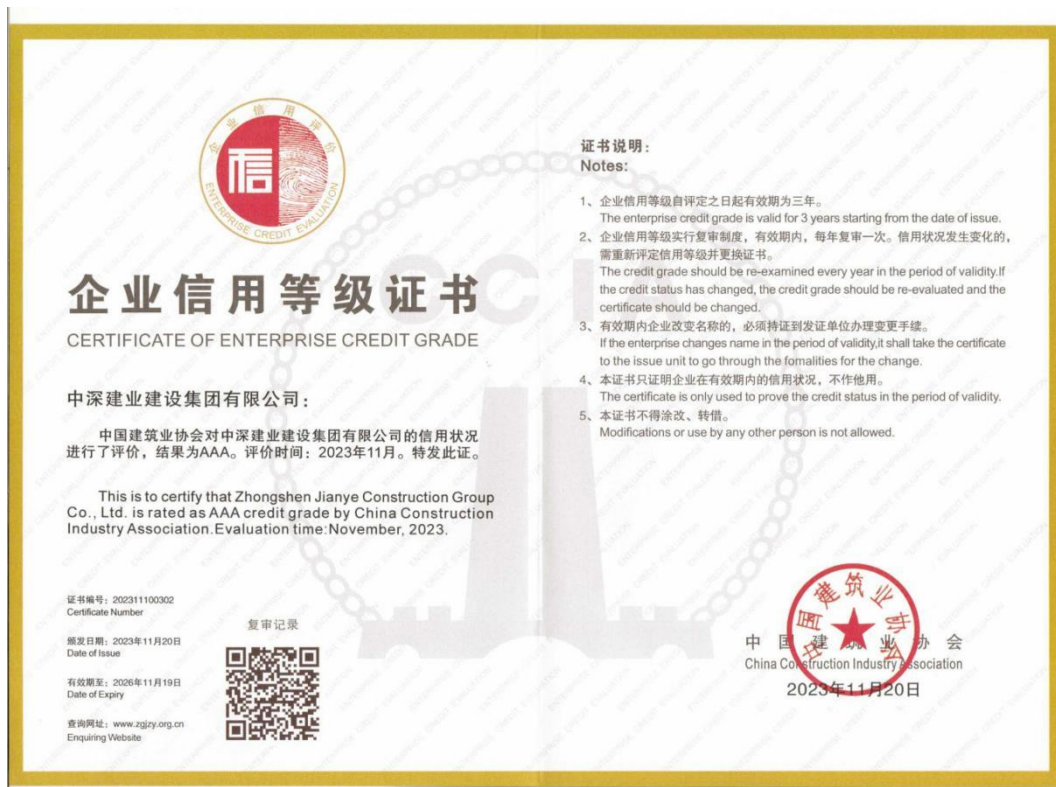 企业信用评价
ENTERPRISE CREDIT EVALUATION
信
企业信用等级证书
CERTIFICATE OF ENTERPRISE CREDIT GRADE
中深建业建设集团有限公司：
中国建筑业协会对中深建业建设集团有限公司的信用状况
进行了评价，结果为AAA。评价时间：2023年11月。特发此证。
This is to certify that Zhongshen Jianye Construction Group
Co., Ltd. is rated as AAA credit grade by China Construction
Industry Association.Evaluation time:November, 2023.
证书编号：202311100302
Certificate Number
颁发日期：2023年11月20日
Date of Issue
有效期至：2026年11月19日
Date of Expiry
查询网址：www.zgjzy.org.cn
Enquiring Website
复审记录
证书说明：
Notes:
1、企业信用等级自评定之日起有效期为三年。
The enterprise credit grade is valid for 3 years starting from the date of issue.
2、企业信用等级实行复审制度，有效期内，每年复审一次。信用状况发生变化的，
需重新评定信用等级并更换证书。
The credit grade should be re-examined every year in the period of validity.If
the credit status has changed, the credit grade should be re-evaluated and the
certificate should be changed.
3、有效期内企业改变名称的，必须持证到发证单位办理变更手续。
If the enterprise changes name in the period of validity,it shall take the certificate
to the issue unit to go through the fomalities for the change.
4、本证书只证明企业在有效期内的信用状况，不作他用。
The certificate is only used to prove the credit status in the period of validity.
5、本证书不得涂改、转借。
Modifications or use by any other person is not allowed.
中国建筑业协会
中国建筑业协会
China Construction Industry Association
2023年11月20日